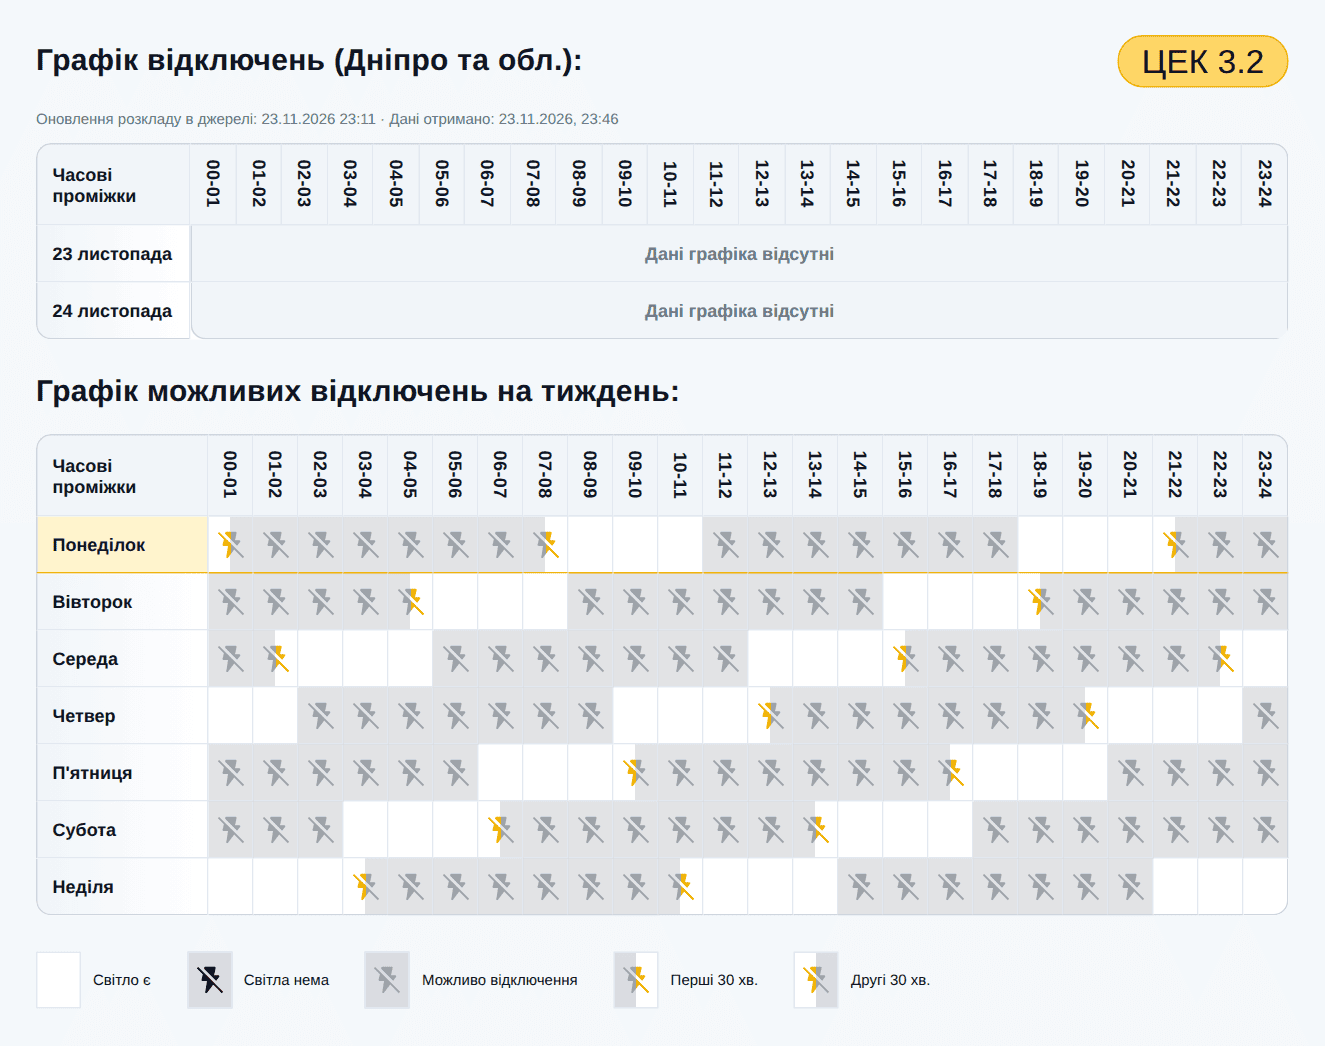 Графік відключень (Дніпро та обл.):
ЦЕК 3.2
Оновлення розкладу в джерелі: 23.11.2026 23:11 · Дані отримано: 23.11.2026, 23:46
Часові проміжки 00-01 01-02 02-03 03-04 04-05 05-06 06-07 07-08 08-09 09-10 10-11 11-12 12-13 13-14 14-15 15-16 16-17 17-18 18-19 19-20 20-21 21-22 22-23 23-24
23 листопада Дані графіка відсутні
24 листопада Дані графіка відсутні
Графік можливих відключень на тиждень:
Часові проміжки 00-01 01-02 02-03 03-04 04-05 05-06 06-07 07-08 08-09 09-10 10-11 11-12 12-13 13-14 14-15 15-16 16-17 17-18 18-19 19-20 20-21 21-22 22-23 23-24
Понеділок
Вівторок
Середа
Четвер
П'ятниця
Субота
Неділя
Світло є Світла нема Можливо відключення Перші 30 хв. Другі 30 хв.